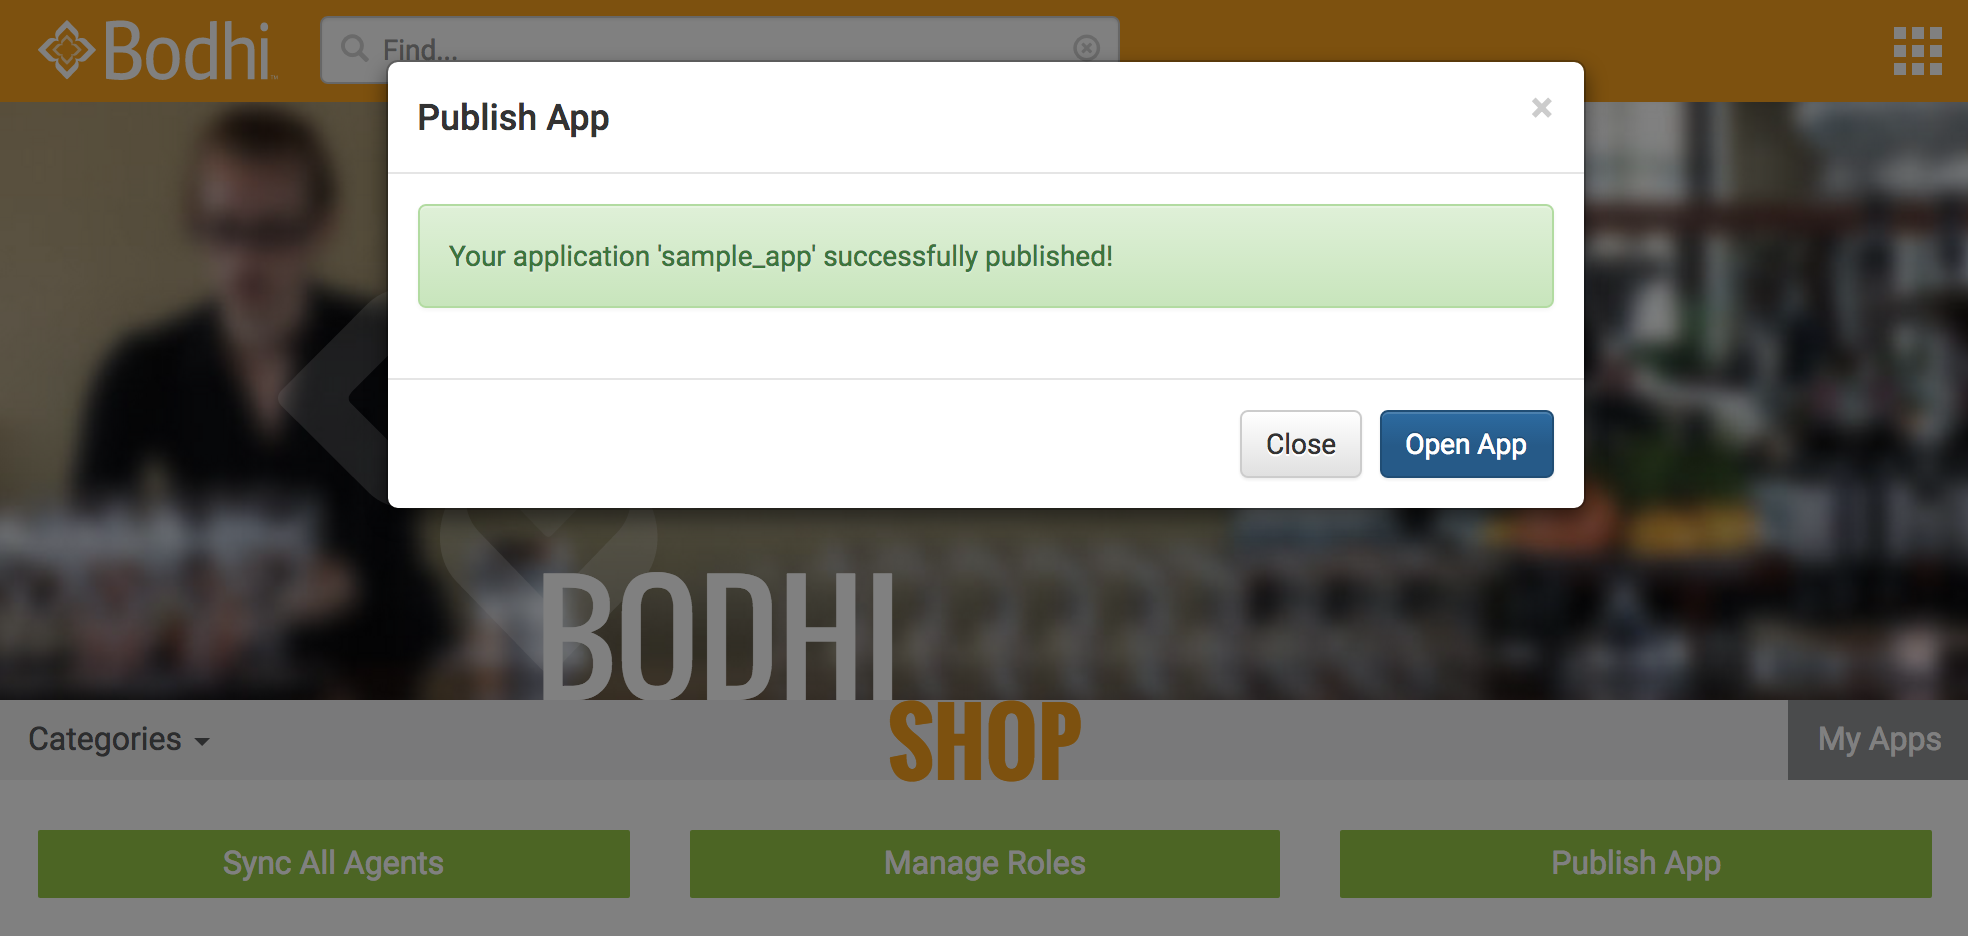 Bodhi™
Find...
Publish App
×
Your application 'sample_app' successfully published!
Close
Open App
BODHI
SHOP
Categories
My Apps
Sync All Agents
Manage Roles
Publish App